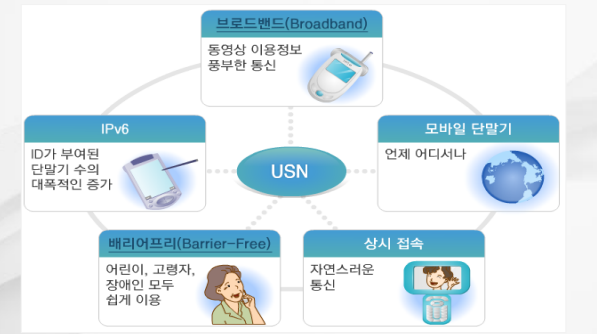 브로드밴드(Broadband)
동영상 이용정보
풍부한 통신
IPv6
ID가 부여된
단말기 수의
대폭적인 증가
USN
모바일 단말기
언제 어디서나
배리어프리(Barrier-Free)
어린이, 고령자,
장애인 모두
쉽게 이용
상시 접속
자연스러운
통신